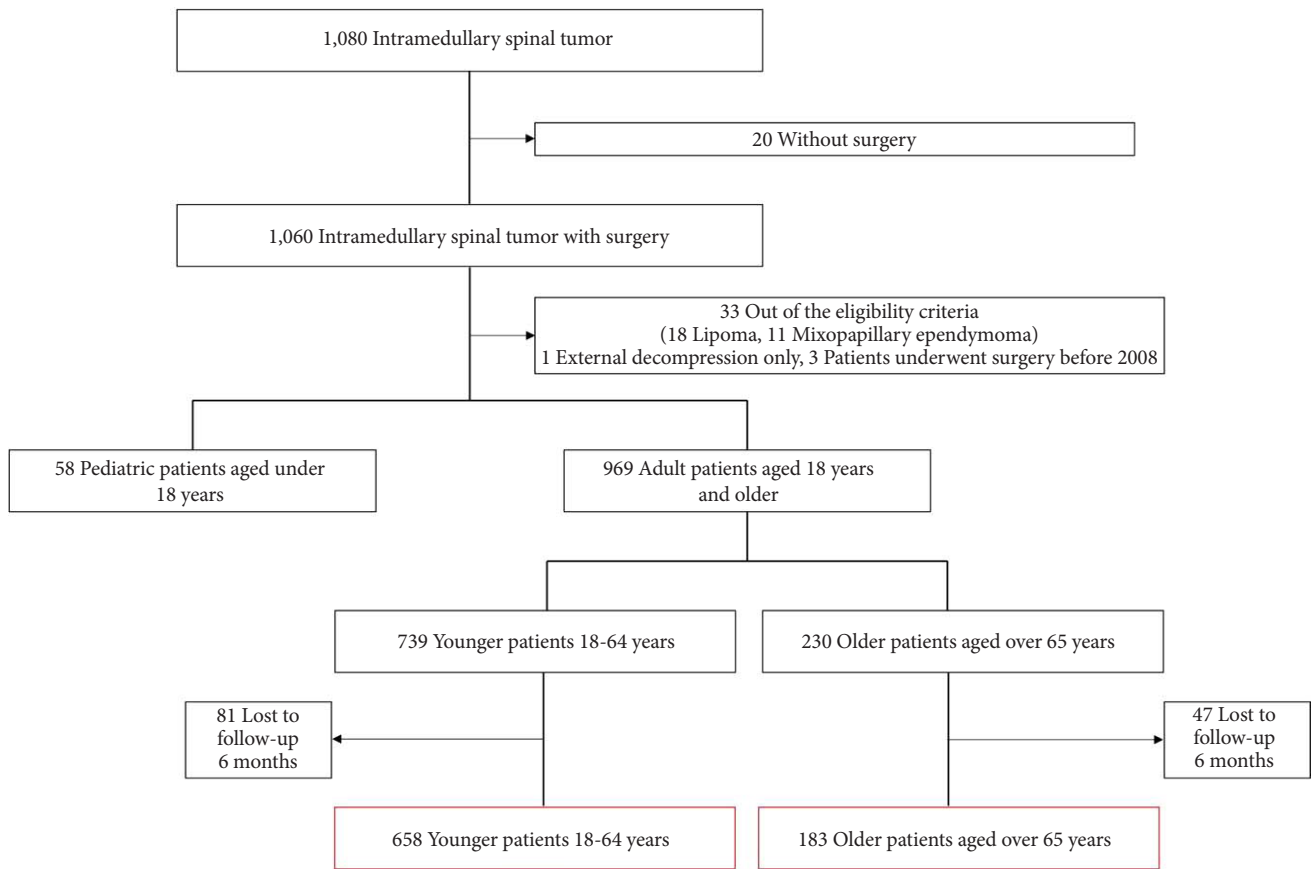 1,080 Intramedullary spinal tumor
20 Without surgery
1,060 Intramedullary spinal tumor with surgery
33 Out of the eligibility criteria
(18 Lipoma, 11 Mixopapillary ependymoma)
1 External decompression only, 3 Patients underwent surgery before 2008
58 Pediatric patients aged under
18 years
969 Adult patients aged 18 years
and older
739 Younger patients 18-64 years
230 Older patients aged over 65 years
81 Lost to
follow-up
6 months
47 Lost to
follow-up
6 months
658 Younger patients 18-64 years
183 Older patients aged over 65 years